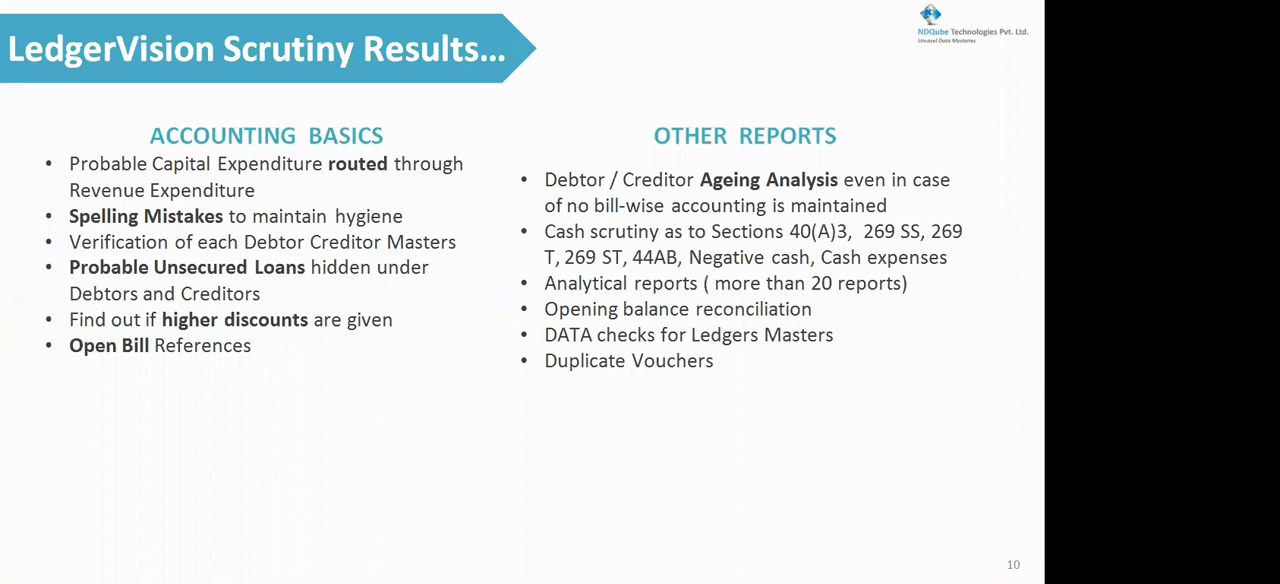 LedgerVision Scrutiny Results...
NDQube Technologies Pvt. Ltd.
Unravel Data Mysteries
ACCOUNTING BASICS
• Probable Capital Expenditure routed through
Revenue Expenditure
• Spelling Mistakes to maintain hygiene
• Verification of each Debtor Creditor Masters
• Probable Unsecured Loans hidden under
Debtors and Creditors
• Find out if higher discounts are given
• Open Bill References
OTHER REPORTS
• Debtor / Creditor Ageing Analysis even in case
of no bill-wise accounting is maintained
• Cash scrutiny as to Sections 40(A)3, 269 SS, 269
T, 269 ST, 44AB, Negative cash, Cash expenses
• Analytical reports ( more than 20 reports)
• Opening balance reconciliation
• DATA checks for Ledgers Masters
• Duplicate Vouchers
10